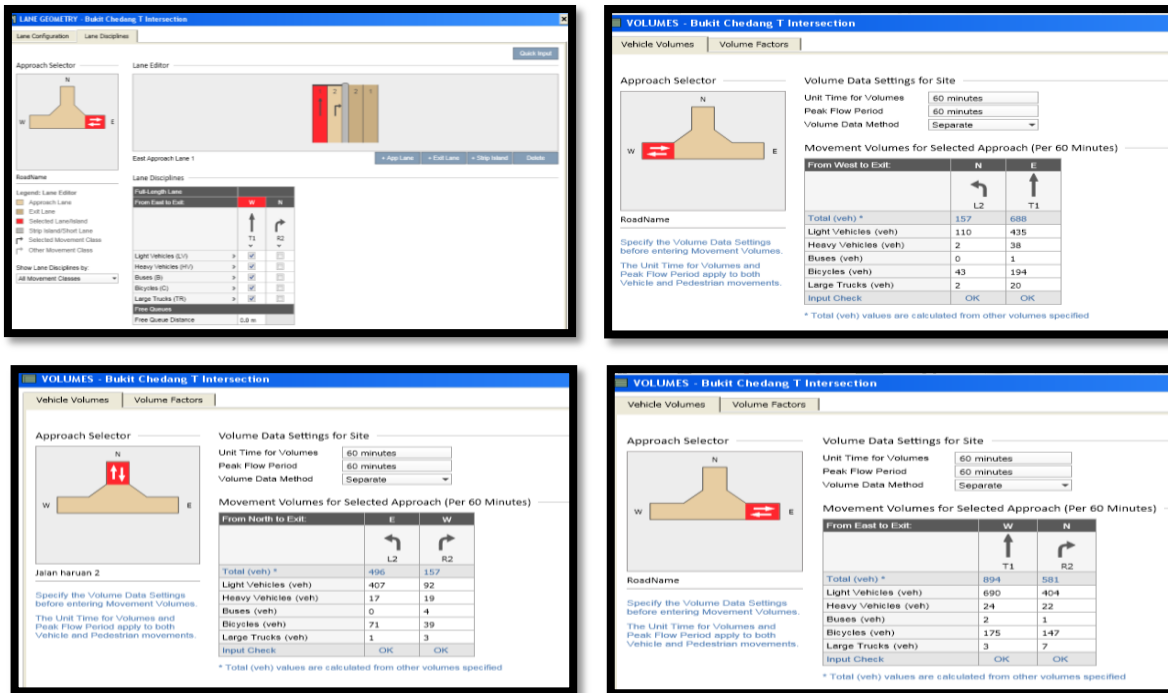 LANE GEOMETRY - Bukit Chedang T Intersection
Lane Configuration Lane Disciplines
Quick Input
Approach Selector Lane Editor
N
W E
2 2 1
East Approach Lane 1 + App Lane + Exit Lane + Strip Island Delete
RoadName Lane Disciplines
Legend: Lane Editor
Approach Lane
Exit Lane
Selected Lane/Island
Strip Island/Short Lane
Selected Movement Class
Other Movement Class
Show Lane Disciplines by:
All Movement Classes
Full-Length Lane
From East to Exit: W N
T1 R2
Light Vehicles (LV)
Heavy Vehicles (HV)
Buses (B)
Bicycles (C)
Large Trucks (TR)
Free Queues
Free Queue Distance 0.0 m
VOLUMES - Bukit Chedang T Intersection
Vehicle Volumes Volume Factors
Approach Selector Volume Data Settings for Site
N
W E
Unit Time for Volumes 60 minutes
Peak Flow Period 60 minutes
Volume Data Method Separate
Movement Volumes for Selected Approach (Per 60 Minutes)
From West to Exit: N E
L2 T1
RoadName
Total (veh) * 157 688
Light Vehicles (veh) 110 435
Heavy Vehicles (veh) 2 38
Buses (veh) 0 1
Bicycles (veh) 43 194
Large Trucks (veh) 2 20
Input Check OK OK
Specify the Volume Data Settings
before entering Movement Volumes.
The Unit Time for Volumes and
Peak Flow Period apply to both
Vehicle and Pedestrian movements.
* Total (veh) values are calculated from other volumes specified
VOLUMES - Bukit Chedang T Intersection
Vehicle Volumes Volume Factors
Approach Selector Volume Data Settings for Site
N
W E
Unit Time for Volumes 60 minutes
Peak Flow Period 60 minutes
Volume Data Method Separate
Movement Volumes for Selected Approach (Per 60 Minutes)
From North to Exit: E W
L2 R2
Jalan haruan 2
Total (veh) * 496 157
Light Vehicles (veh) 407 92
Heavy Vehicles (veh) 17 19
Buses (veh) 0 4
Bicycles (veh) 71 39
Large Trucks (veh) 1 3
Input Check OK OK
Specify the Volume Data Settings
before entering Movement Volumes.
The Unit Time for Volumes and
Peak Flow Period apply to both
Vehicle and Pedestrian movements.
* Total (veh) values are calculated from other volumes specified
VOLUMES - Bukit Chedang T Intersection
Vehicle Volumes Volume Factors
Approach Selector Volume Data Settings for Site
N
W E
Unit Time for Volumes 60 minutes
Peak Flow Period 60 minutes
Volume Data Method Separate
Movement Volumes for Selected Approach (Per 60 Minutes)
From East to Exit: W N
T1 R2
RoadName
Total (veh) * 894 581
Light Vehicles (veh) 690 404
Heavy Vehicles (veh) 24 22
Buses (veh) 2 1
Bicycles (veh) 175 147
Large Trucks (veh) 3 7
Input Check OK OK
Specify the Volume Data Settings
before entering Movement Volumes.
The Unit Time for Volumes and
Peak Flow Period apply to both
Vehicle and Pedestrian movements.
* Total (veh) values are calculated from other volumes specified